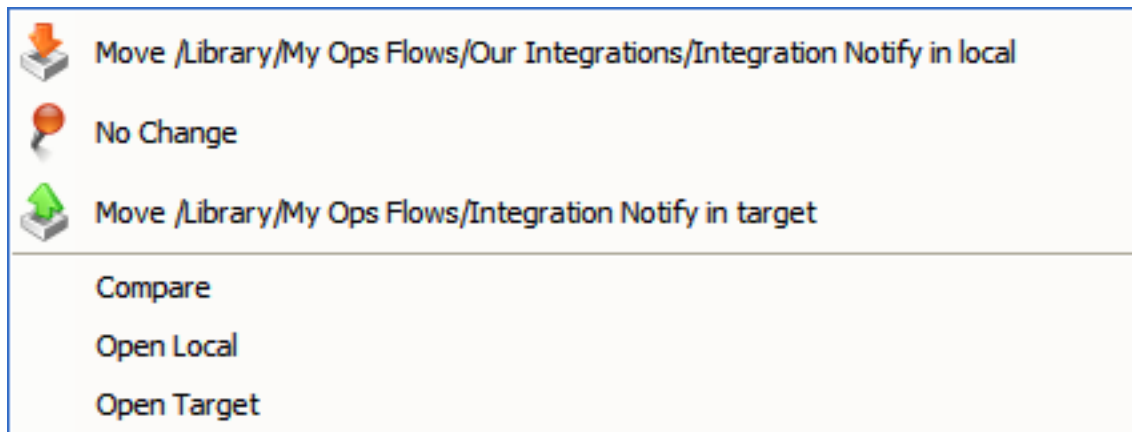 Move /Library/My Ops Flows/Our Integrations/Integration Notify in local
No Change
Move /Library/My Ops Flows/Integration Notify in target
Compare
Open Local
Open Target